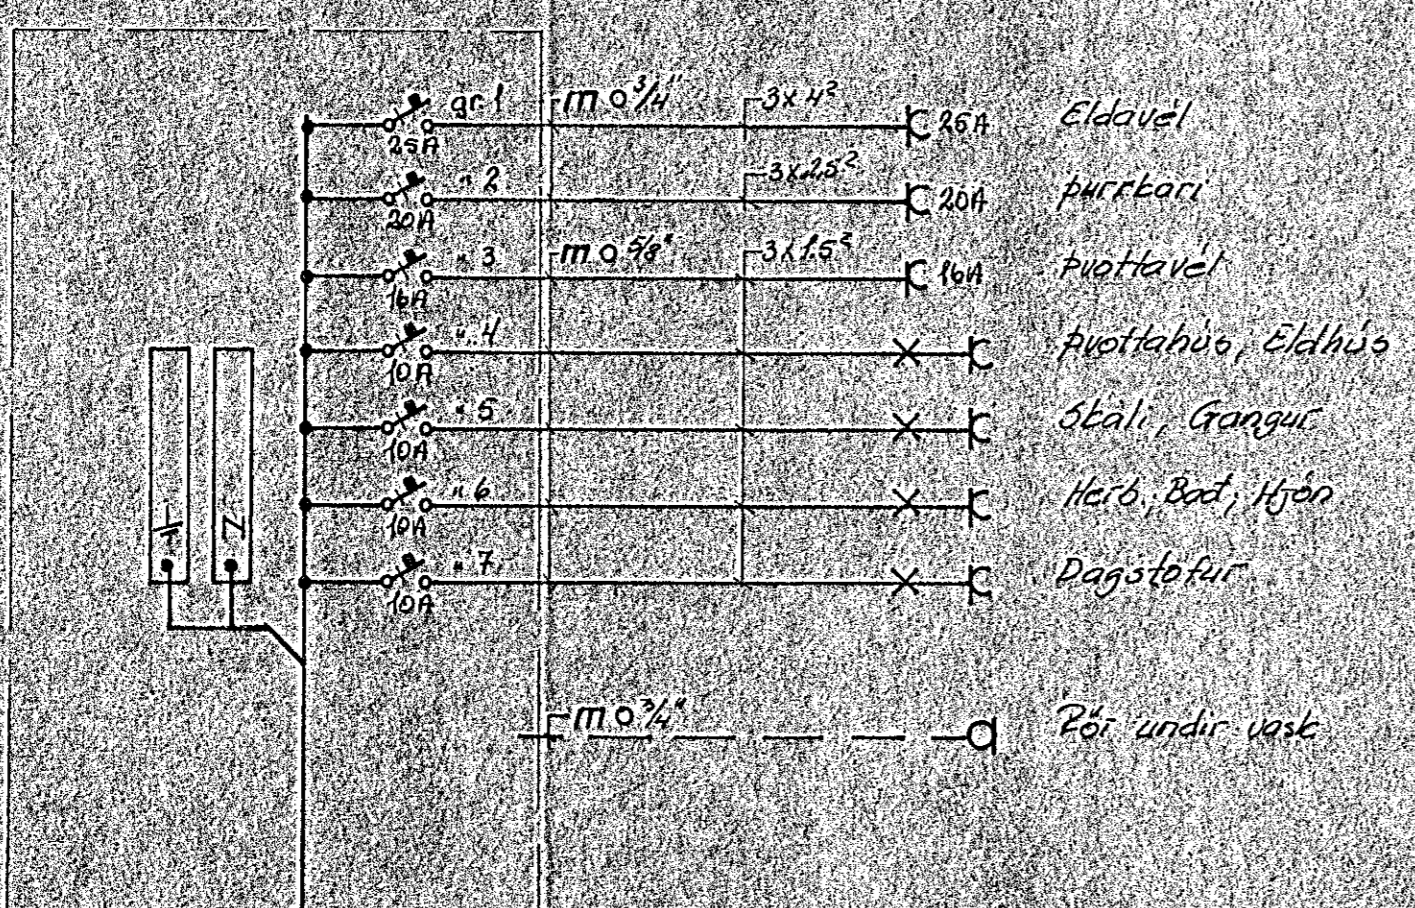 gr. 1 m o 3/4" 3x4² 25A Eldavél
25A
" 2 3x2.5² 20A Þurrkari
20A
" 3 m o 5/8" 3x1.5² 16A Þvottavél
16A
" 4 Þvottahús, Eldhús
10A
" 5 Skáli, Gangur
10A
" 6 Herb, Bað, Hjón
10A
" 7 Dagstofur
10A
N
m o 3/4" Rör undir vask